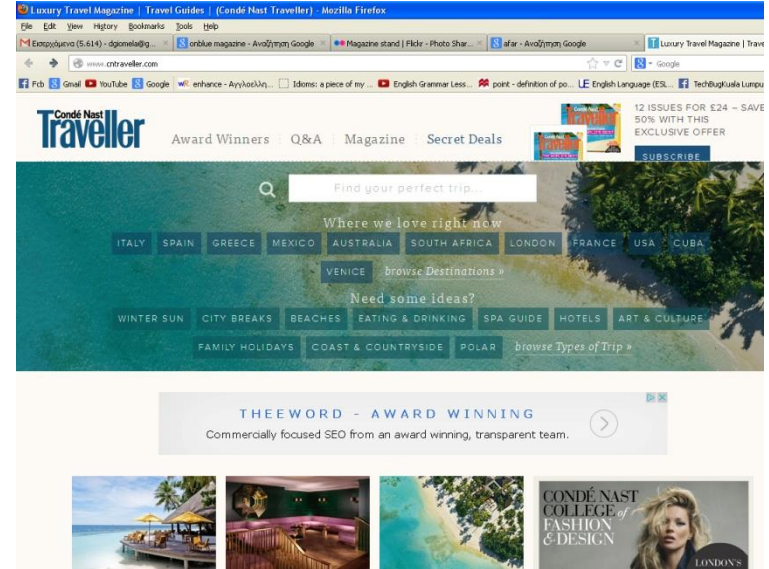 Luxury Travel Magazine | Travel Guides | (Condé Nast Traveller) - Mozilla Firefox
File Edit View History Bookmarks Tools Help
Εισερχόμενα (5.614) - dgiomela@g...
onblue magazine - Αναζήτηση Google
Magazine stand | Flickr - Photo Shar...
afar - Αναζήτηση Google
Luxury Travel Magazine | Trave
www.cntraveller.com
Google
Fcb Gmail YouTube Google enhance - Αγγλοελλην... Idioms: a piece of my ... English Grammar Less... point - definition of po... English Language (ESL... TechBugKuala Lumpu
Condé Nast
Traveller
Award Winners Q&A Magazine Secret Deals
12 ISSUES FOR £24 – SAVE
50% WITH THIS
EXCLUSIVE OFFER
SUBSCRIBE
Find your perfect trip...
Where we love right now
ITALY SPAIN GREECE MEXICO AUSTRALIA SOUTH AFRICA LONDON FRANCE USA CUBA
VENICE browse Destinations »
Need some ideas?
WINTER SUN CITY BREAKS BEACHES EATING & DRINKING SPA GUIDE HOTELS ART & CULTURE
FAMILY HOLIDAYS COAST & COUNTRYSIDE POLAR browse Types of Trip »
THEEWORD - AWARD WINNING
Commercially focused SEO from an award winning, transparent team.
CONDÉ NAST
COLLEGE of
FASHION
& DESIGN
LONDON'S